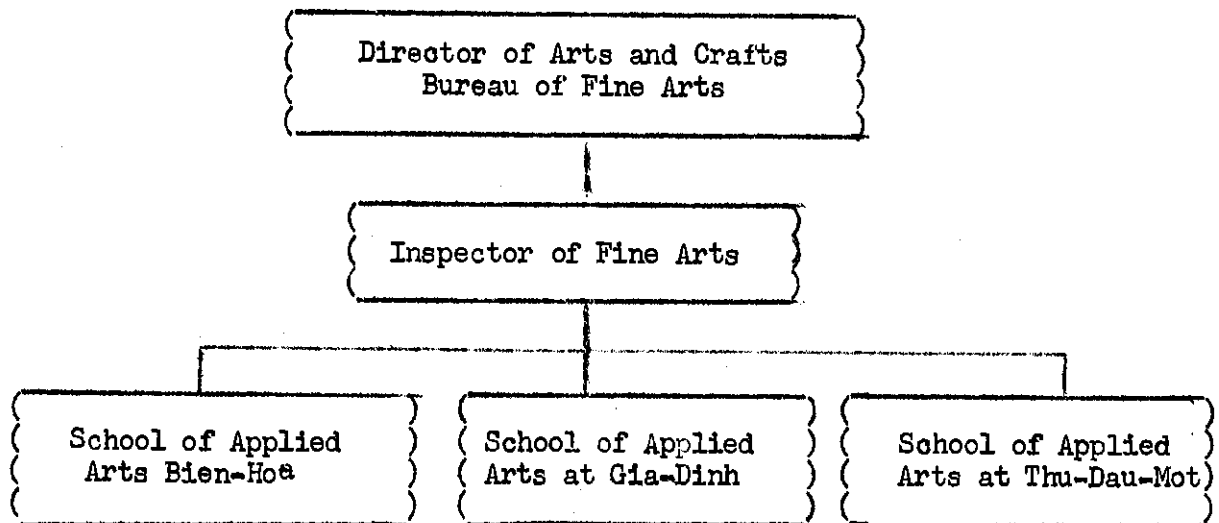 Director of Arts and Crafts
Bureau of Fine Arts
Inspector of Fine Arts
School of Applied
Arts Bien-Hoa
School of Applied
Arts at Gia-Dinh
School of Applied
Arts at Thu-Dau-Mot